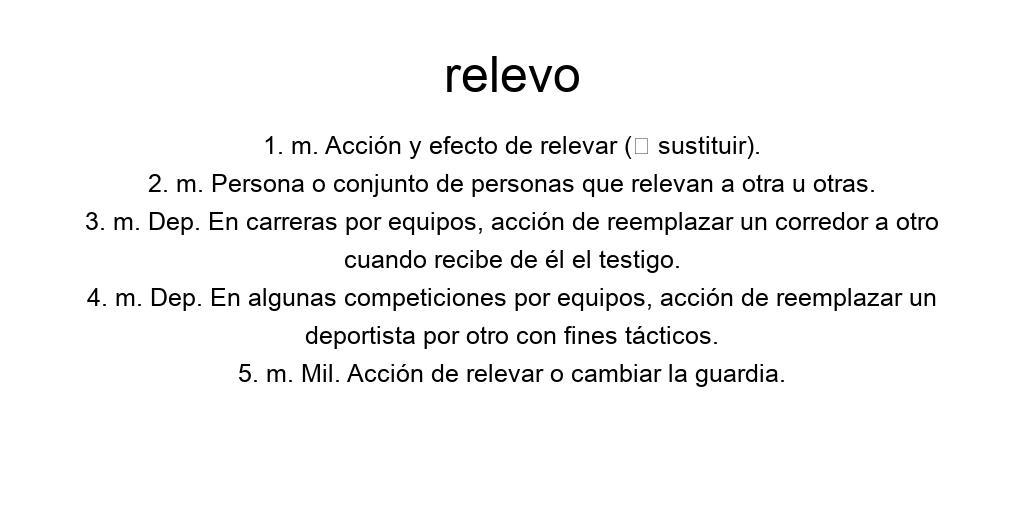 relevo
1. m. Acción y efecto de relevar (□ sustituir).
2. m. Persona o conjunto de personas que relevan a otra u otras.
3. m. Dep. En carreras por equipos, acción de reemplazar un corredor a otro
cuando recibe de él el testigo.
4. m. Dep. En algunas competiciones por equipos, acción de reemplazar un
deportista por otro con fines tácticos.
5. m. Mil. Acción de relevar o cambiar la guardia.